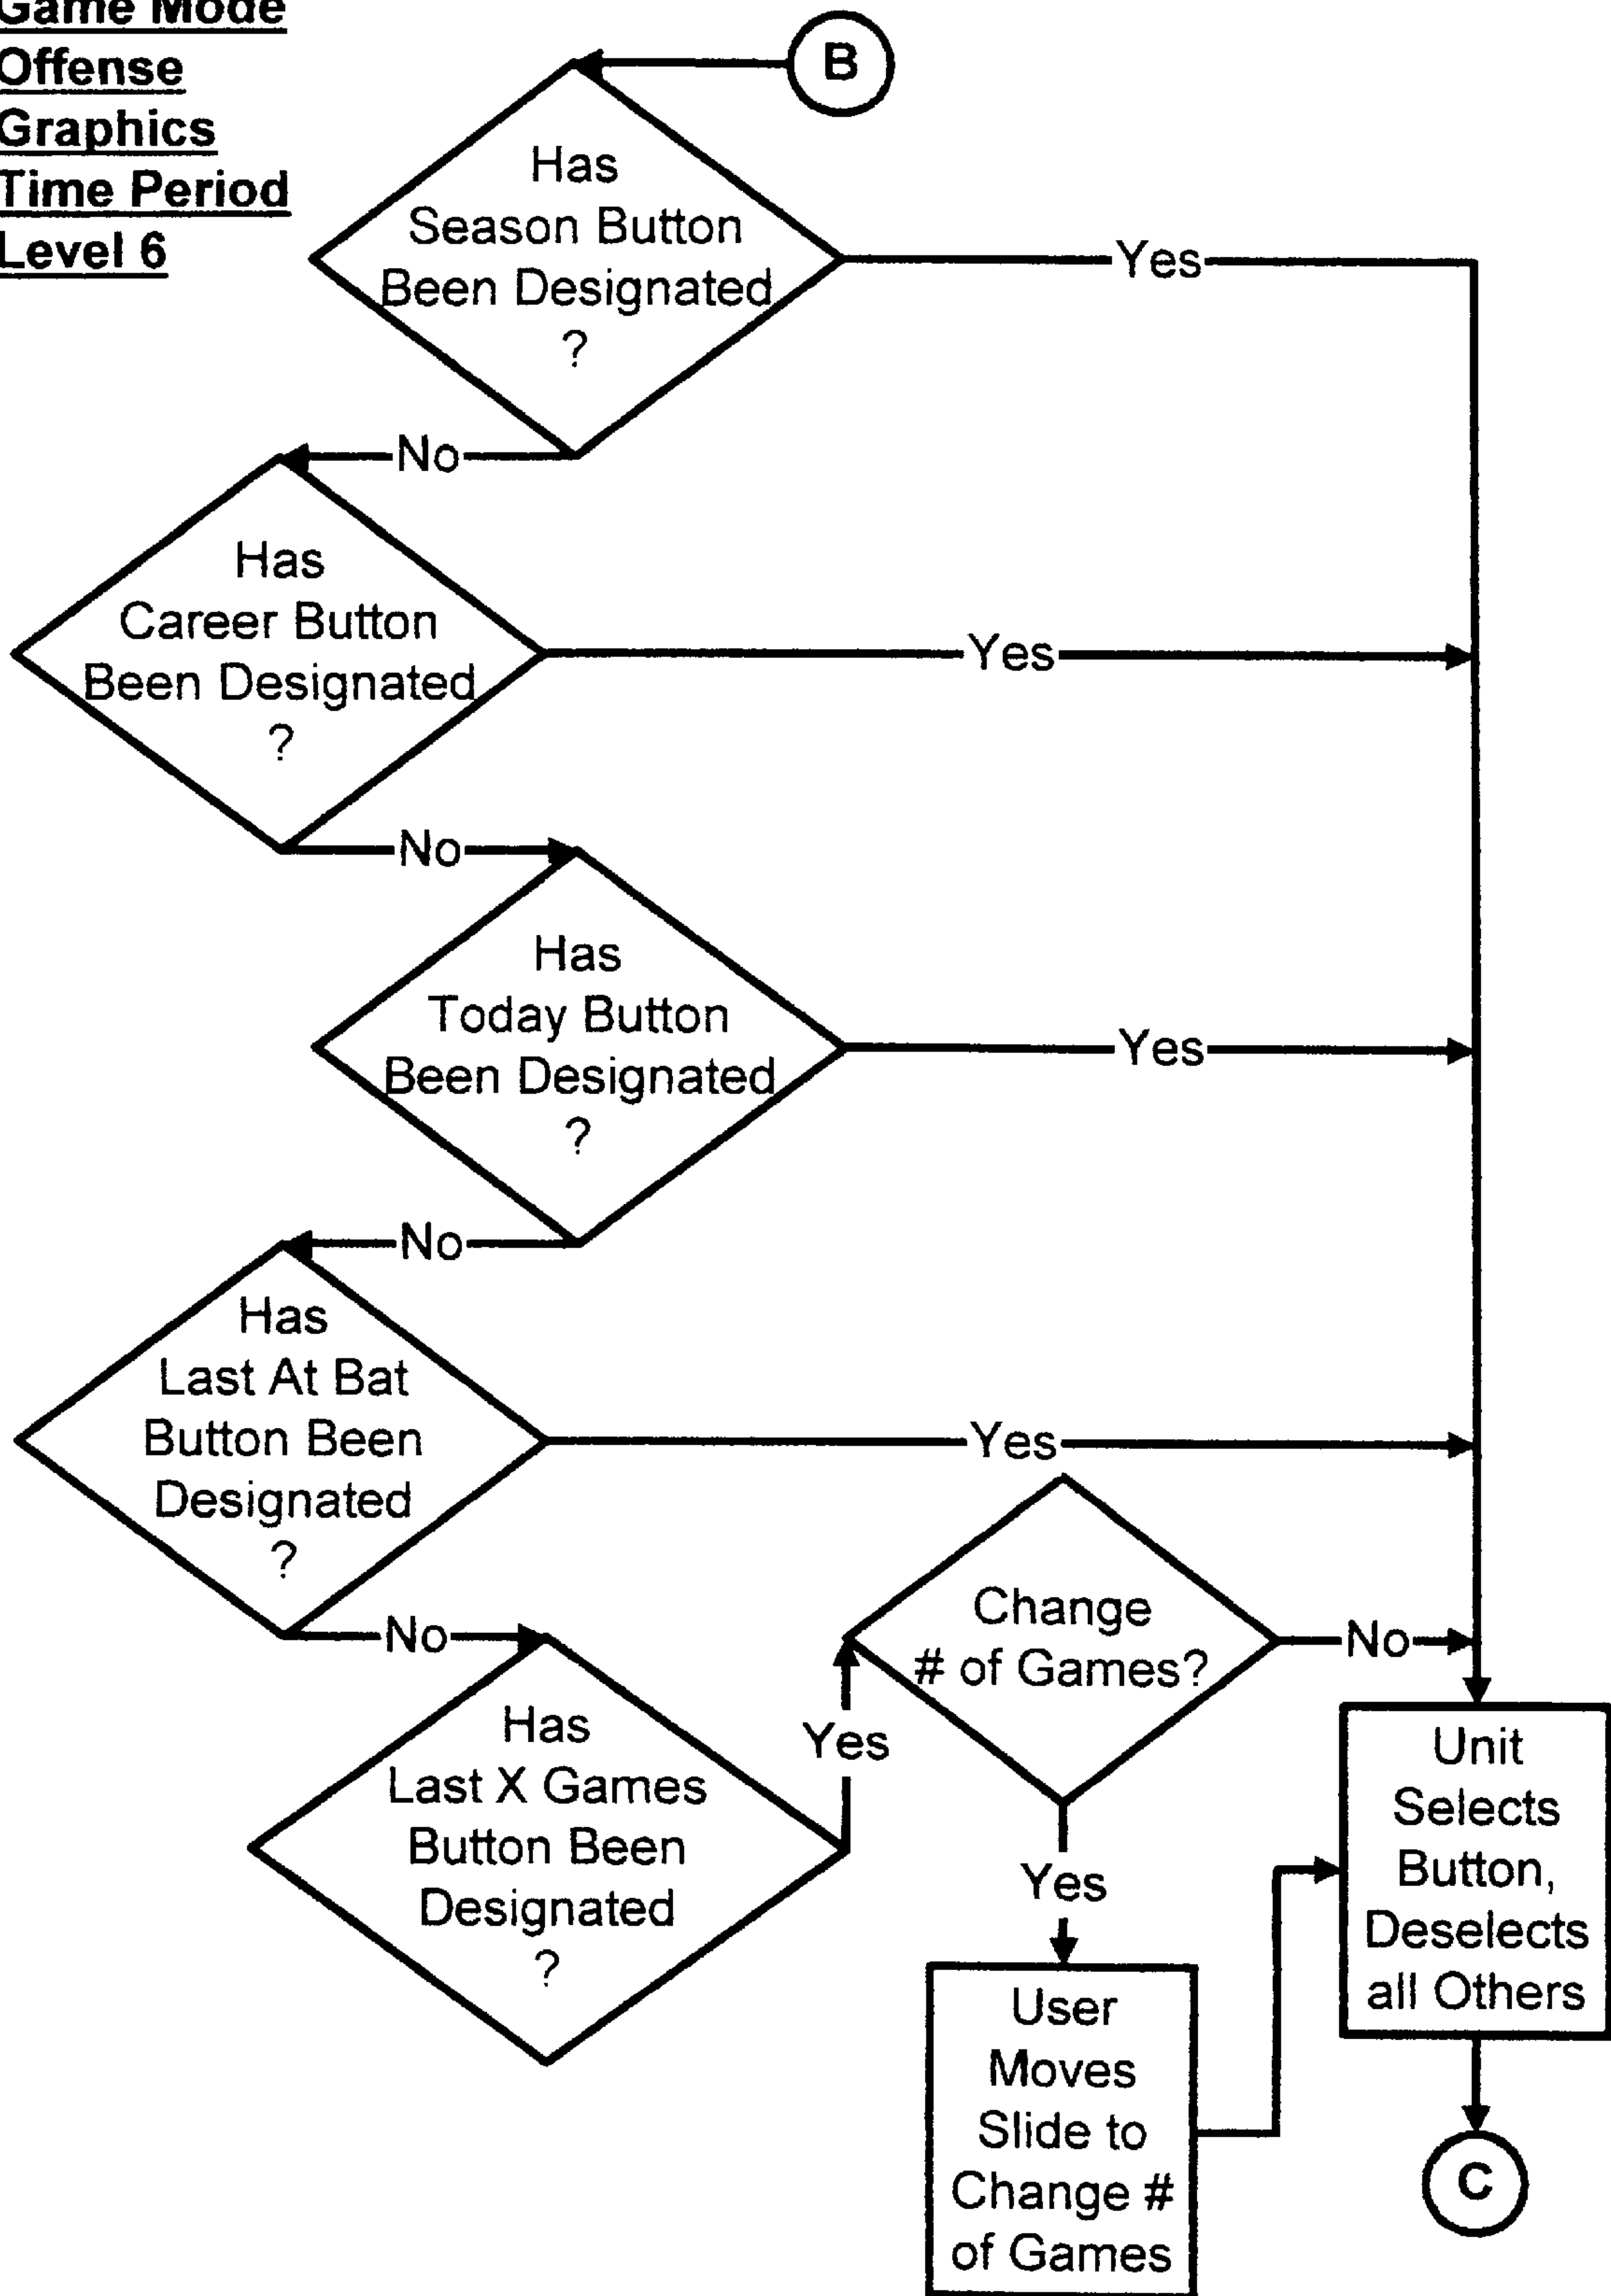 Game Mode
Offense
Graphics
Time Period
Level 6
B
Has
Season Button
Been Designated
?
Yes
No
Has
Career Button
Been Designated
?
Yes
No
Has
Today Button
Been Designated
?
Yes
No
Has
Last At Bat
Button Been
Designated
?
Yes
No
Has
Last X Games
Button Been
Designated
?
Yes
Change
# of Games?
No
Yes
User
Moves
Slide to
Change #
of Games
Unit
Selects
Button,
Deselects
all Others
C